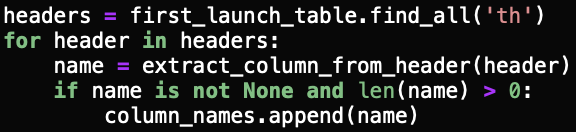 headers = first_launch_table.find_all('th')
for header in headers:
    name = extract_column_from_header(header)
    if name is not None and len(name) > 0:
        column_names.append(name)